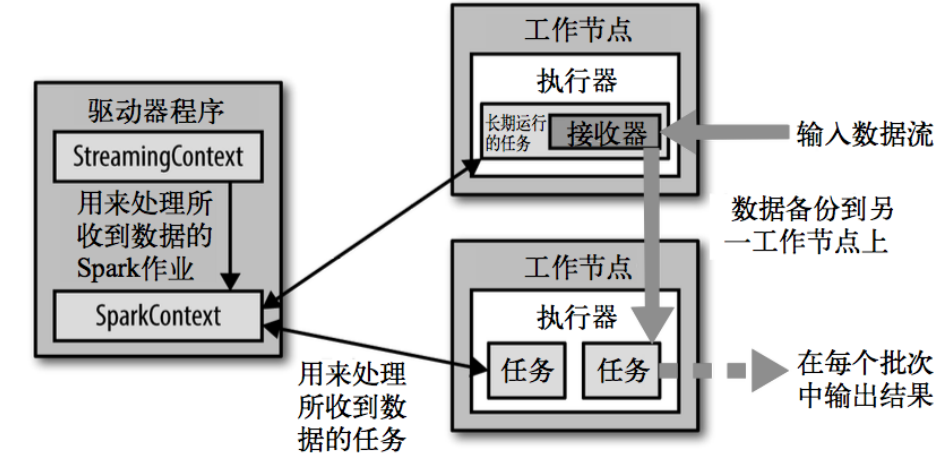 驱动器程序
StreamingContext
用来处理所
收到数据的
Spark作业
SparkContext
工作节点
执行器
长期运行
的任务
接收器
输入数据流
数据备份到另
一工作节点上
工作节点
执行器
任务
任务
用来处理
所收到数
据的任务
在每个批次
中输出结果